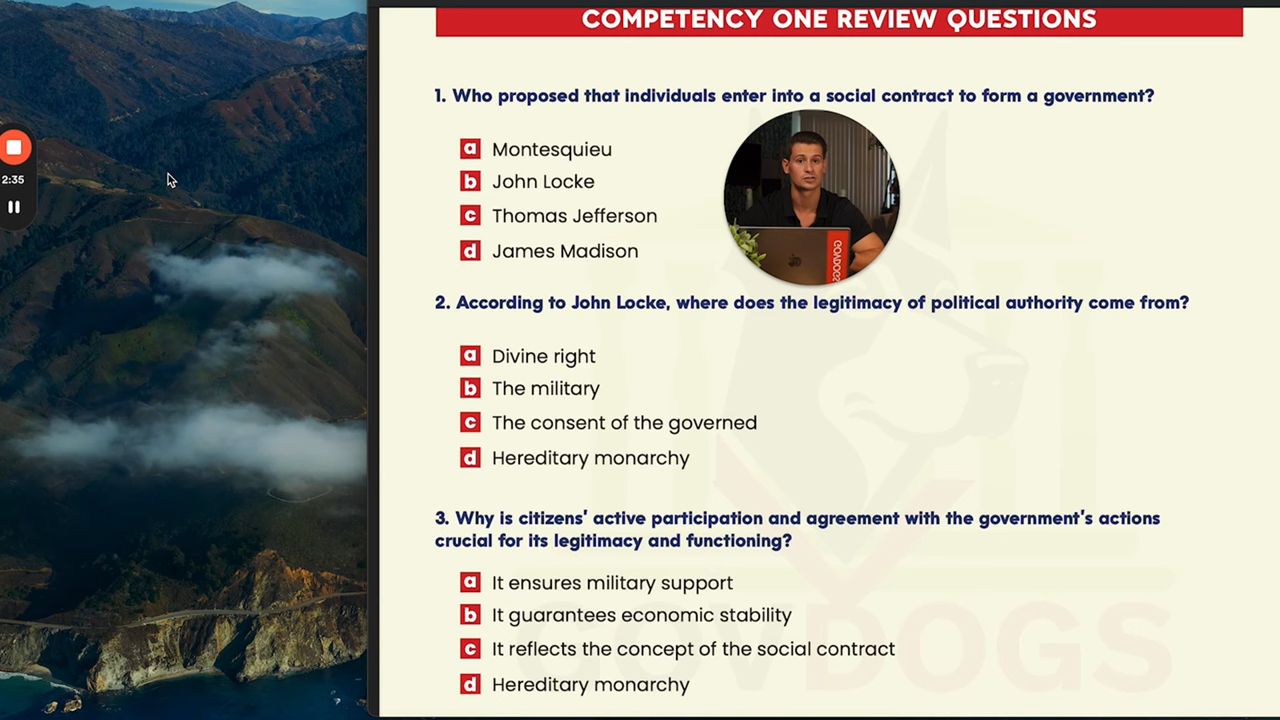 COMPETENCY ONE REVIEW QUESTIONS
1. Who proposed that individuals enter into a social contract to form a government?
a Montesquieu
b John Locke
c Thomas Jefferson
d James Madison
GOVDOGS
2. According to John Locke, where does the legitimacy of political authority come from?
a Divine right
b The military
c The consent of the governed
d Hereditary monarchy
3. Why is citizens' active participation and agreement with the government's actions
crucial for its legitimacy and functioning?
a It ensures military support
b It guarantees economic stability
c It reflects the concept of the social contract
d Hereditary monarchy
GOVDOGS
2:35